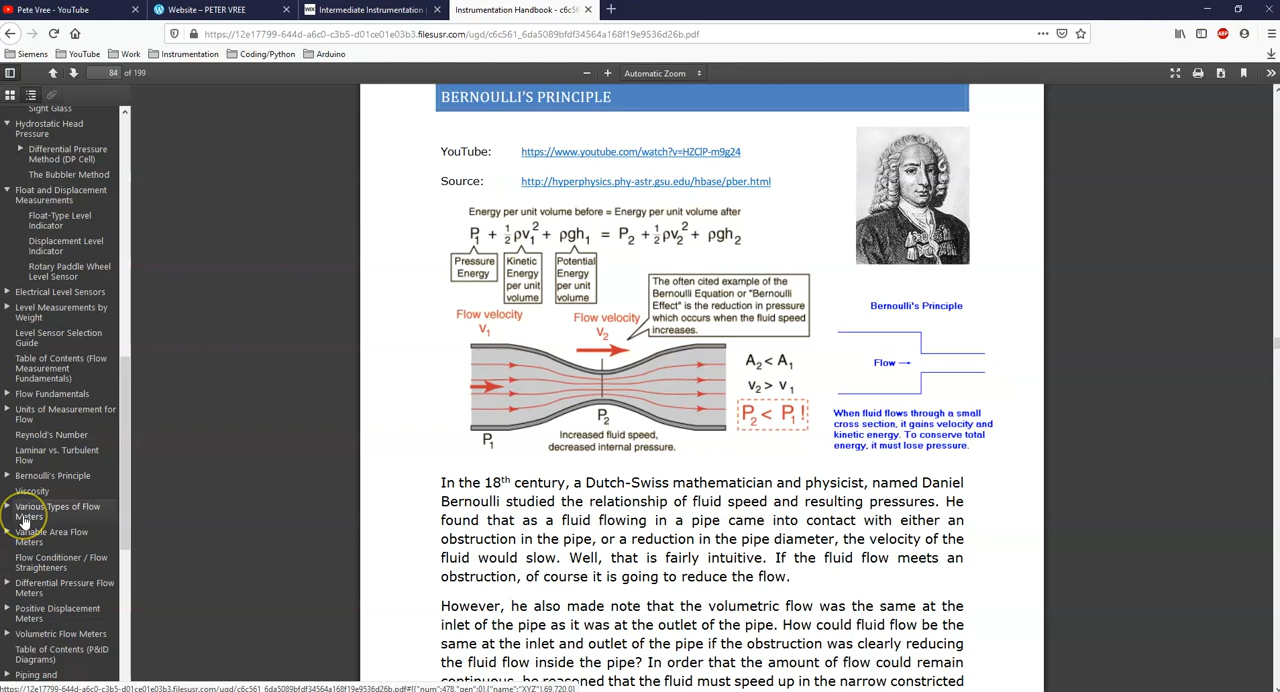 Pete Vree - YouTube
Website – PETER VREE
Intermediate Instrumentation |
Instrumentation Handbook - c6c56
https://12e17799-644d-a6c0-c3b5-d1ce01e01e03b3.filesusr.com/ugd/c6c561_6da5089bfdf34564a168f19e9536d26b.pdf
Siemens
YouTube
Work
Instrumentation
Coding/Python
Arduino
84 of 199
Automatic Zoom
Sight Glass
Hydrostatic Head
Pressure
Differential Pressure
Method (DP Cell)
The Bubbler Method
Float and Displacement
Measurements
Float-Type Level
Indicator
Displacement Level
Indicator
Rotary Paddle Wheel
Level Sensor
Electrical Level Sensors
Level Measurements by
Weight
Level Sensor Selection
Guide
Table of Contents (Flow
Measurement
Fundamentals)
Flow Fundamentals
Units of Measurement for
Flow
Reynold's Number
Laminar vs. Turbulent
Flow
Bernoulli's Principle
Viscosity
Various Types of Flow
Meters
Variable Area Flow
Meters
Flow Conditioner / Flow
Straighteners
Differential Pressure Flow
Meters
Positive Displacement
Meters
Volumetric Flow Meters
Table of Contents (P&ID
Diagrams)
Piping and
BERNOULLI'S PRINCIPLE
YouTube: https://www.youtube.com/watch?v=HZClP-m9g24
Source: http://hyperphysics.phy-astr.gsu.edu/hbase/pber.html
Energy per unit volume before = Energy per unit volume after
P₁ + ½ρv₁² + ρgh₁ = P₂ + ½ρv₂² + ρgh₂
Pressure
Energy
Kinetic
Energy
per unit
volume
Potential
Energy
per unit
volume
The often cited example of the
Bernoulli Equation or "Bernoulli
Effect" is the reduction in pressure
which occurs when the fluid speed
increases.
Flow velocity
v₁
Flow velocity
v₂
A₂ < A₁
v₂ > v₁
P₂ < P₁!
P₁
P₂
Increased fluid speed,
decreased internal pressure.
Bernoulli's Principle
Flow →
When fluid flows through a small
cross section, it gains velocity and
kinetic energy. To conserve total
energy, it must lose pressure.
In the 18th century, a Dutch-Swiss mathematician and physicist, named Daniel
Bernoulli studied the relationship of fluid speed and resulting pressures. He
found that as a fluid flowing in a pipe came into contact with either an
obstruction in the pipe, or a reduction in the pipe diameter, the velocity of the
fluid would slow. Well, that is fairly intuitive. If the fluid flow meets an
obstruction, of course it is going to reduce the flow.
However, he also made note that the volumetric flow was the same at the
inlet of the pipe as it was at the outlet of the pipe. How could fluid flow be the
same at the inlet and outlet of the pipe if the obstruction was clearly reducing
the fluid flow inside the pipe? In order that the amount of flow could remain
continuous, he reasoned that the fluid must speed up in the narrow constricted